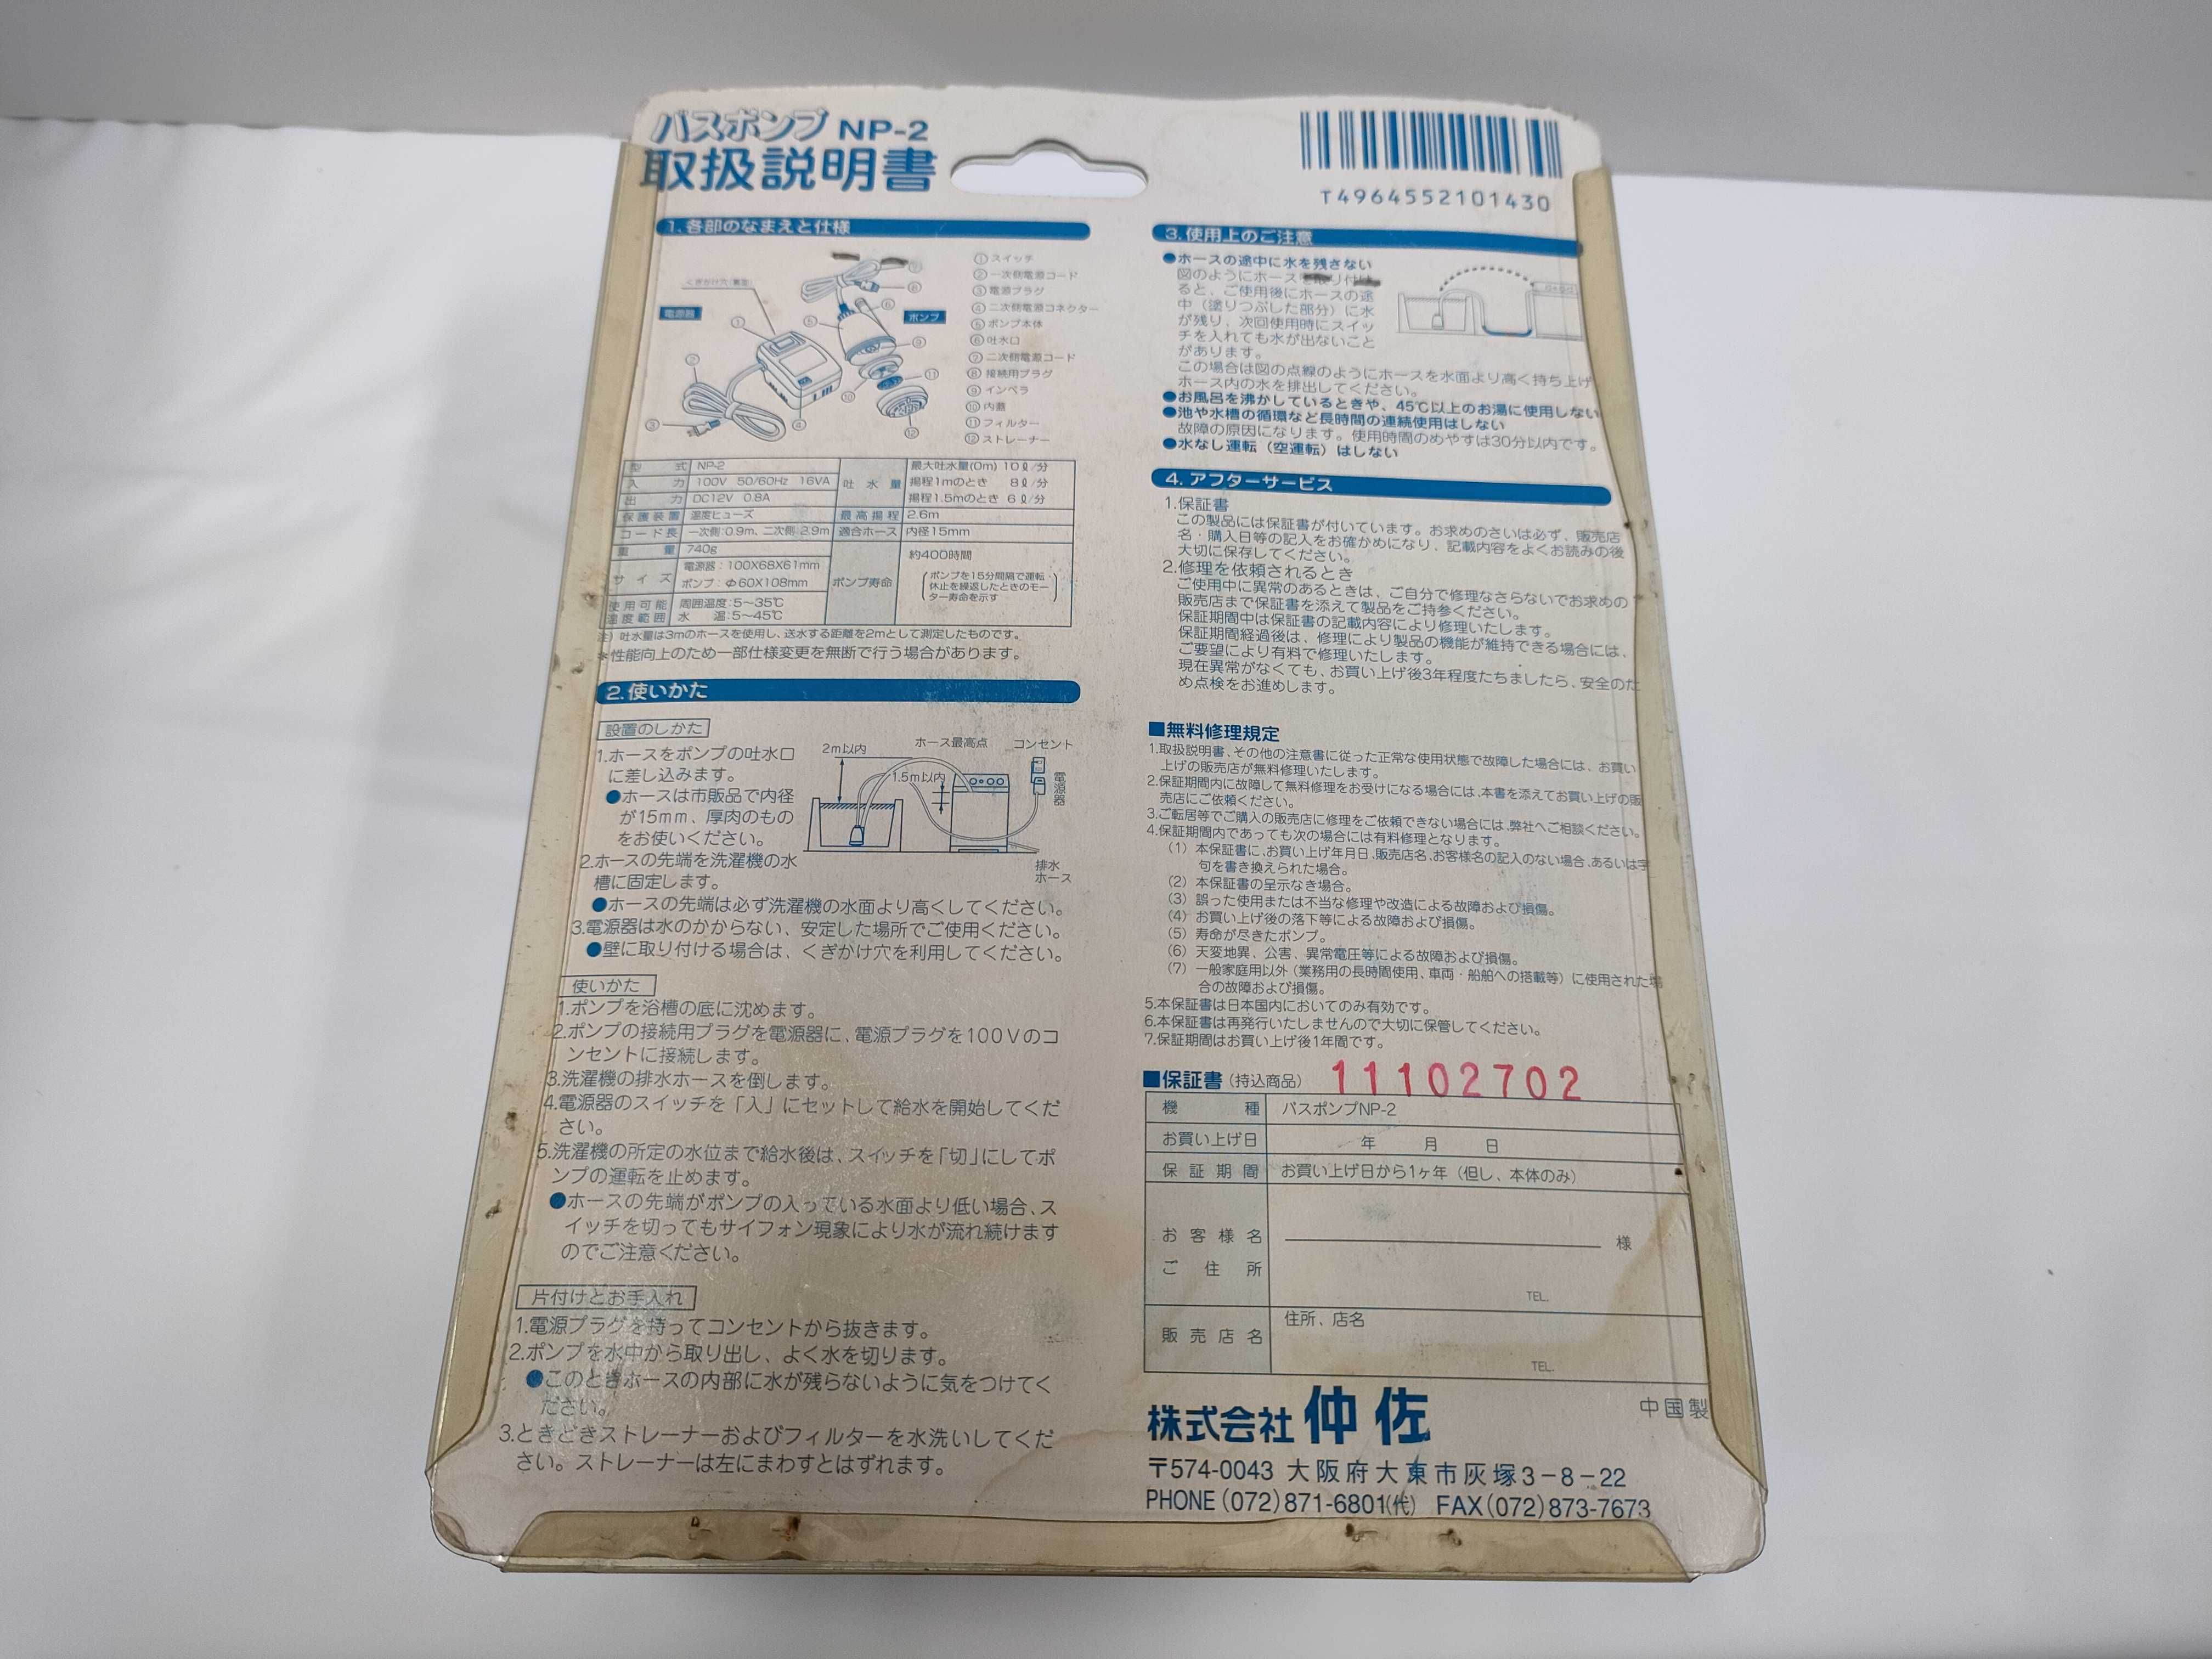 バスポンプ NP-2
取扱説明書
T4964552101430
1.各部のなまえと仕様
くぎかけ穴(裏面)
電源器
ポンプ
①スイッチ
②一次側電源コード
③電源プラグ
④二次側電源コネクター
⑤ポンプ本体
⑥吐水口
⑦二次側電源コード
⑧接続用プラグ
⑨インペラ
⑩内蓋
⑪フィルター
⑫ストレーナー
型式 NP-2
入力 100V 50/60Hz 16VA
出力 DC12V 0.8A
保護装置 温度ヒューズ
コード長 一次側:0.9m、二次側:2.9m
重量 740g
サイズ 電源器:100X68X61mm
ポンプ:φ60X108mm
使用可能温度範囲 周囲温度:5~35℃
水温:5~45℃
吐水量 最大吐水量(0m) 10ℓ/分
揚程1mのとき 8ℓ/分
揚程1.5mのとき 6ℓ/分
最高揚程 2.6m
適合ホース 内径15mm
ポンプ寿命 約400時間
(ポンプを15分間隔で運転・
休止を繰返したときのモー
ター寿命を示す)
注)吐水量は3mのホースを使用し、送水する距離を2mとして測定したものです。
*性能向上のため一部仕様変更を無断で行う場合があります。
2.使いかた
設置のしかた
1.ホースをポンプの吐水口
に差し込みます。
●ホースは市販品で内径
が15mm、厚肉のもの
をお使いください。
2.ホースの先端を洗濯機の水
槽に固定します。
●ホースの先端は必ず洗濯機の水面より高くしてください。
3.電源器は水のかからない、安定した場所でご使用ください。
●壁に取り付ける場合は、くぎかけ穴を利用してください。
2m以内
ホース最高点
コンセント
1.5m以内
電源器
排水
ホース
使いかた
1.ポンプを浴槽の底に沈めます。
2.ポンプの接続用プラグを電源器に、電源プラグを100Vのコ
ンセントに接続します。
3.洗濯機の排水ホースを倒します。
4.電源器のスイッチを「入」にセットして給水を開始してくだ
さい。
5.洗濯機の所定の水位まで給水後は、スイッチを「切」にしてポ
ンプの運転を止めます。
●ホースの先端がポンプの入っている水面より低い場合、ス
イッチを切ってもサイフォン現象により水が流れ続けます
のでご注意ください。
片付けとお手入れ
1.電源プラグを持ってコンセントから抜きます。
2.ポンプを水中から取り出し、よく水を切ります。
●このときホースの内部に水が残らないように気をつけてく
ださい。
3.ときどきストレーナーおよびフィルターを水洗いしてくだ
さい。ストレーナーは左にまわすとはずれます。
3.使用上のご注意
●ホースの途中に水を残さない
図のようにホースを取り付け
ると、ご使用後にホースの途
中(塗りつぶした部分)に水
が残り、次回使用時にスイッ
チを入れても水が出ないこと
があります。
この場合は図の点線のようにホースを水面より高く持ち上げ
ホース内の水を排出してください。
●お風呂を沸かしているときや、45℃以上のお湯に使用しない
●池や水槽の循環など長時間の連続使用はしない
故障の原因になります。使用時間のめやすは30分以内です。
●水なし運転(空運転)はしない
4.アフターサービス
1.保証書
この製品には保証書が付いています。お求めのさいは必ず、販売店
名・購入日等の記入をお確かめになり、記載内容をよくお読みの後
大切に保存してください。
2.修理を依頼されるとき
ご使用中に異常のあるときは、ご自分で修理なさらないでお求めの
販売店まで保証書を添えて製品をご持参ください。
保証期間中は保証書の記載内容により修理いたします。
保証期間経過後は、修理により製品の機能が維持できる場合には、
ご要望により有料で修理いたします。
現在異常がなくても、お買い上げ後3年程度たちましたら、安全のた
め点検をお進めします。
■無料修理規定
1.取扱説明書、その他の注意書に従った正常な使用状態で故障した場合には、お買い
上げの販売店が無料修理いたします。
2.保証期間内に故障して無料修理をお受けになる場合には、本書を添えてお買い上げの販
売店にご依頼ください。
3.ご転居等でご購入の販売店に修理をご依頼できない場合には、弊社へご相談ください。
4.保証期間内であっても次の場合には有料修理となります。
(1) 本保証書に、お買い上げ年月日、販売店名、お客様名の記入のない場合、あるいは字
句を書き換えられた場合。
(2) 本保証書の呈示なき場合。
(3) 誤った使用または不当な修理や改造による故障および損傷。
(4) お買い上げ後の落下等による故障および損傷。
(5) 寿命が尽きたポンプ。
(6) 天変地異、公害、異常電圧等による故障および損傷。
(7) 一般家庭用以外(業務用の長時間使用、車両・船舶への搭載等)に使用された場
合の故障および損傷。
5.本保証書は日本国内においてのみ有効です。
6.本保証書は再発行いたしませんので大切に保管してください。
7.保証期間はお買い上げ後1年間です。
■保証書(持込商品) 11102702
機種 バスポンプNP-2
お買い上げ日 年 月 日
保証期間 お買い上げ日から1ヶ年(但し、本体のみ)
お客様名 様
ご住所
TEL.
販売店名 住所、店名
TEL.
株式会社 仲佐
中国製
〒574-0043 大阪府大東市灰塚3-8-22
PHONE(072)871-6801(代) FAX(072)873-7673